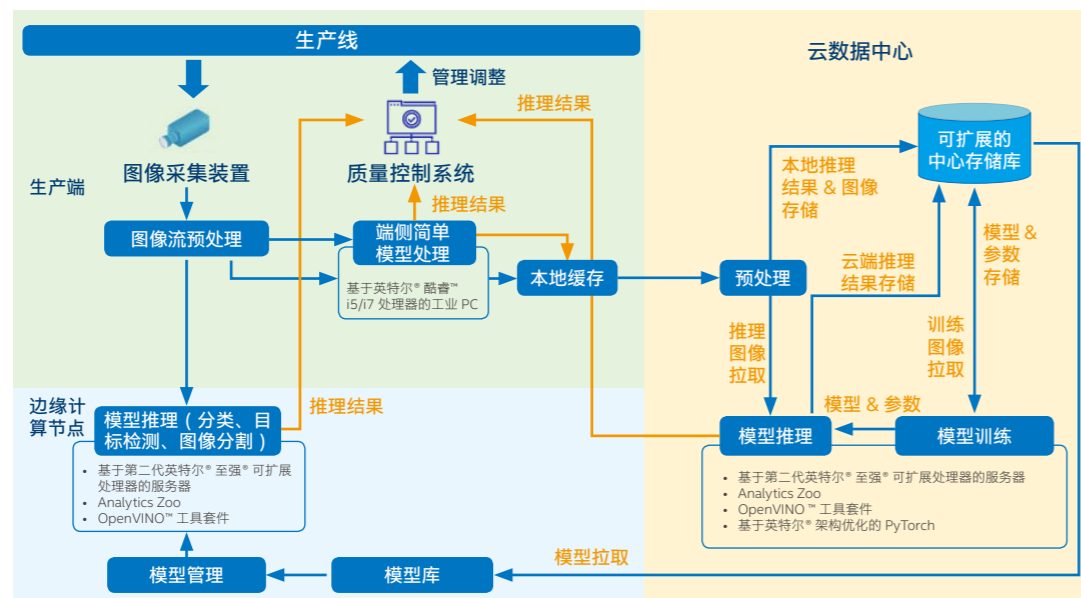 生产线
云数据中心
管理调整
推理结果
推理结果
可扩展的
中心存储库
生产端
图像采集装置
质量控制系统
本地推理
结果 & 图像
存储
推理结果
图像流预处理
端侧简单
模型处理
模型 &
参数
存储
云端推理
结果存储
基于英特尔® 酷睿™
i5/i7 处理器的工业 PC
本地缓存
预处理
推理
图像
拉取
训练
图像
拉取
边缘计
算节点
模型推理（分类、目
标检测、图像分割）
推理结果
模型 & 参数
模型推理
模型训练
• 基于第二代英特尔® 至强® 可扩展
处理器的服务器
• Analytics Zoo
• OpenVINO™ 工具套件
• 基于第二代英特尔® 至强® 可扩展处理器的服务器
• Analytics Zoo
• OpenVINO™ 工具套件
• 基于英特尔® 架构优化的 PyTorch
模型拉取
模型管理
模型库